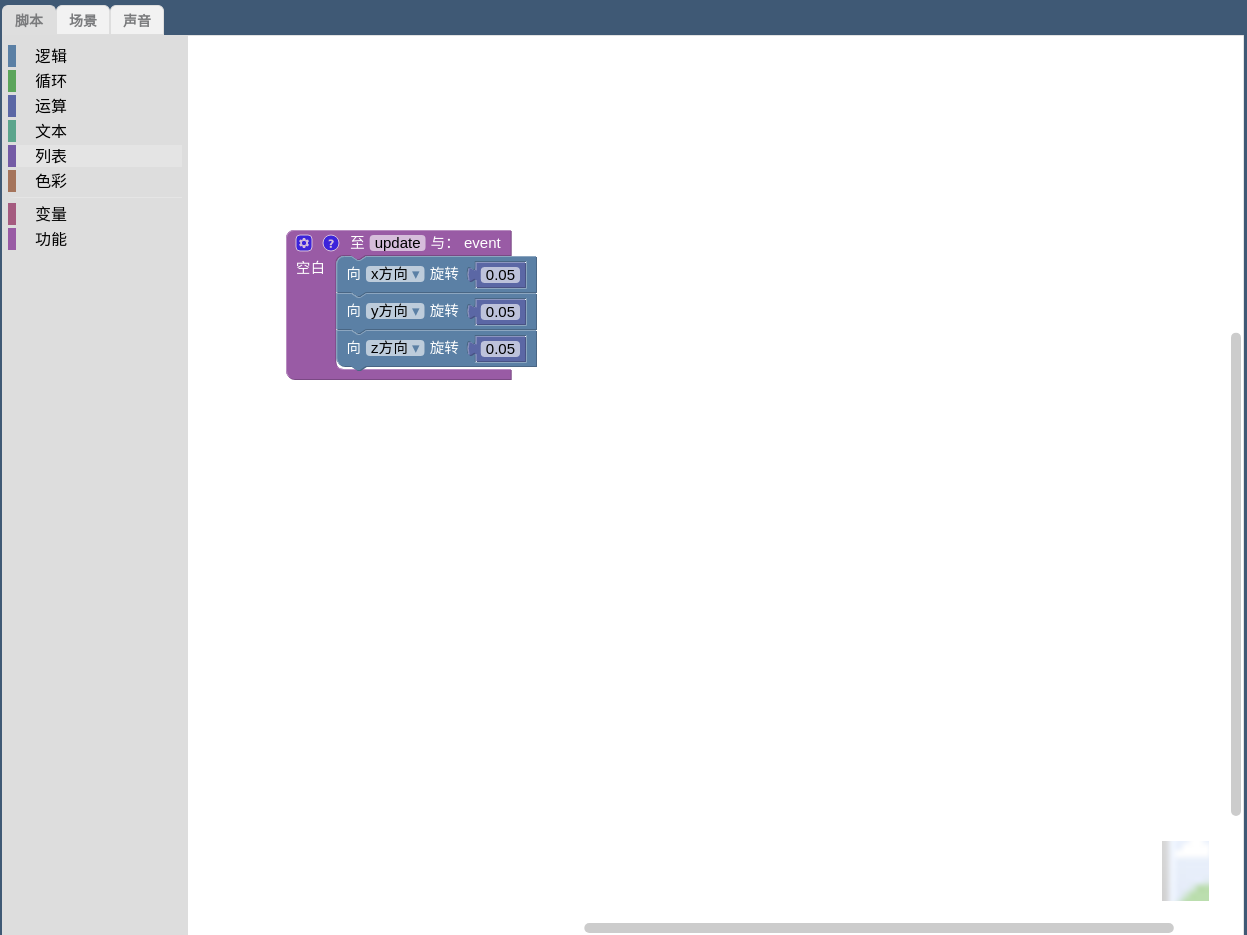 脚本 场景 声音
逻辑
循环
运算
文本
列表
色彩
变量
功能
? 至 update 与： event
空白 向 x方向 ▼ 旋转 0.05
向 y方向 ▼ 旋转 0.05
向 z方向 ▼ 旋转 0.05